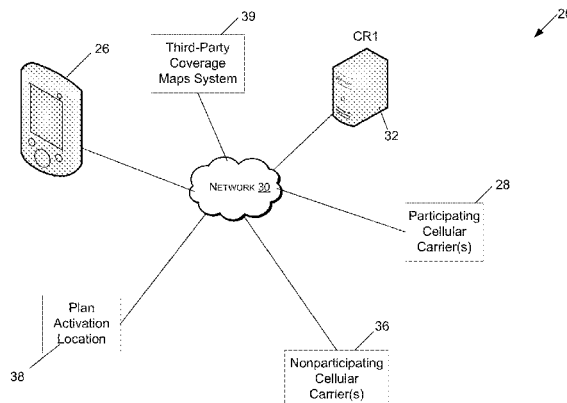 39
CR1
20
26
Third-Party
Coverage
Maps System
32
NETWORK 30
28
Participating
Cellular
Carrier(s)
Plan
Activation
Location
38
36
Nonparticipating
Cellular
Carrier(s)